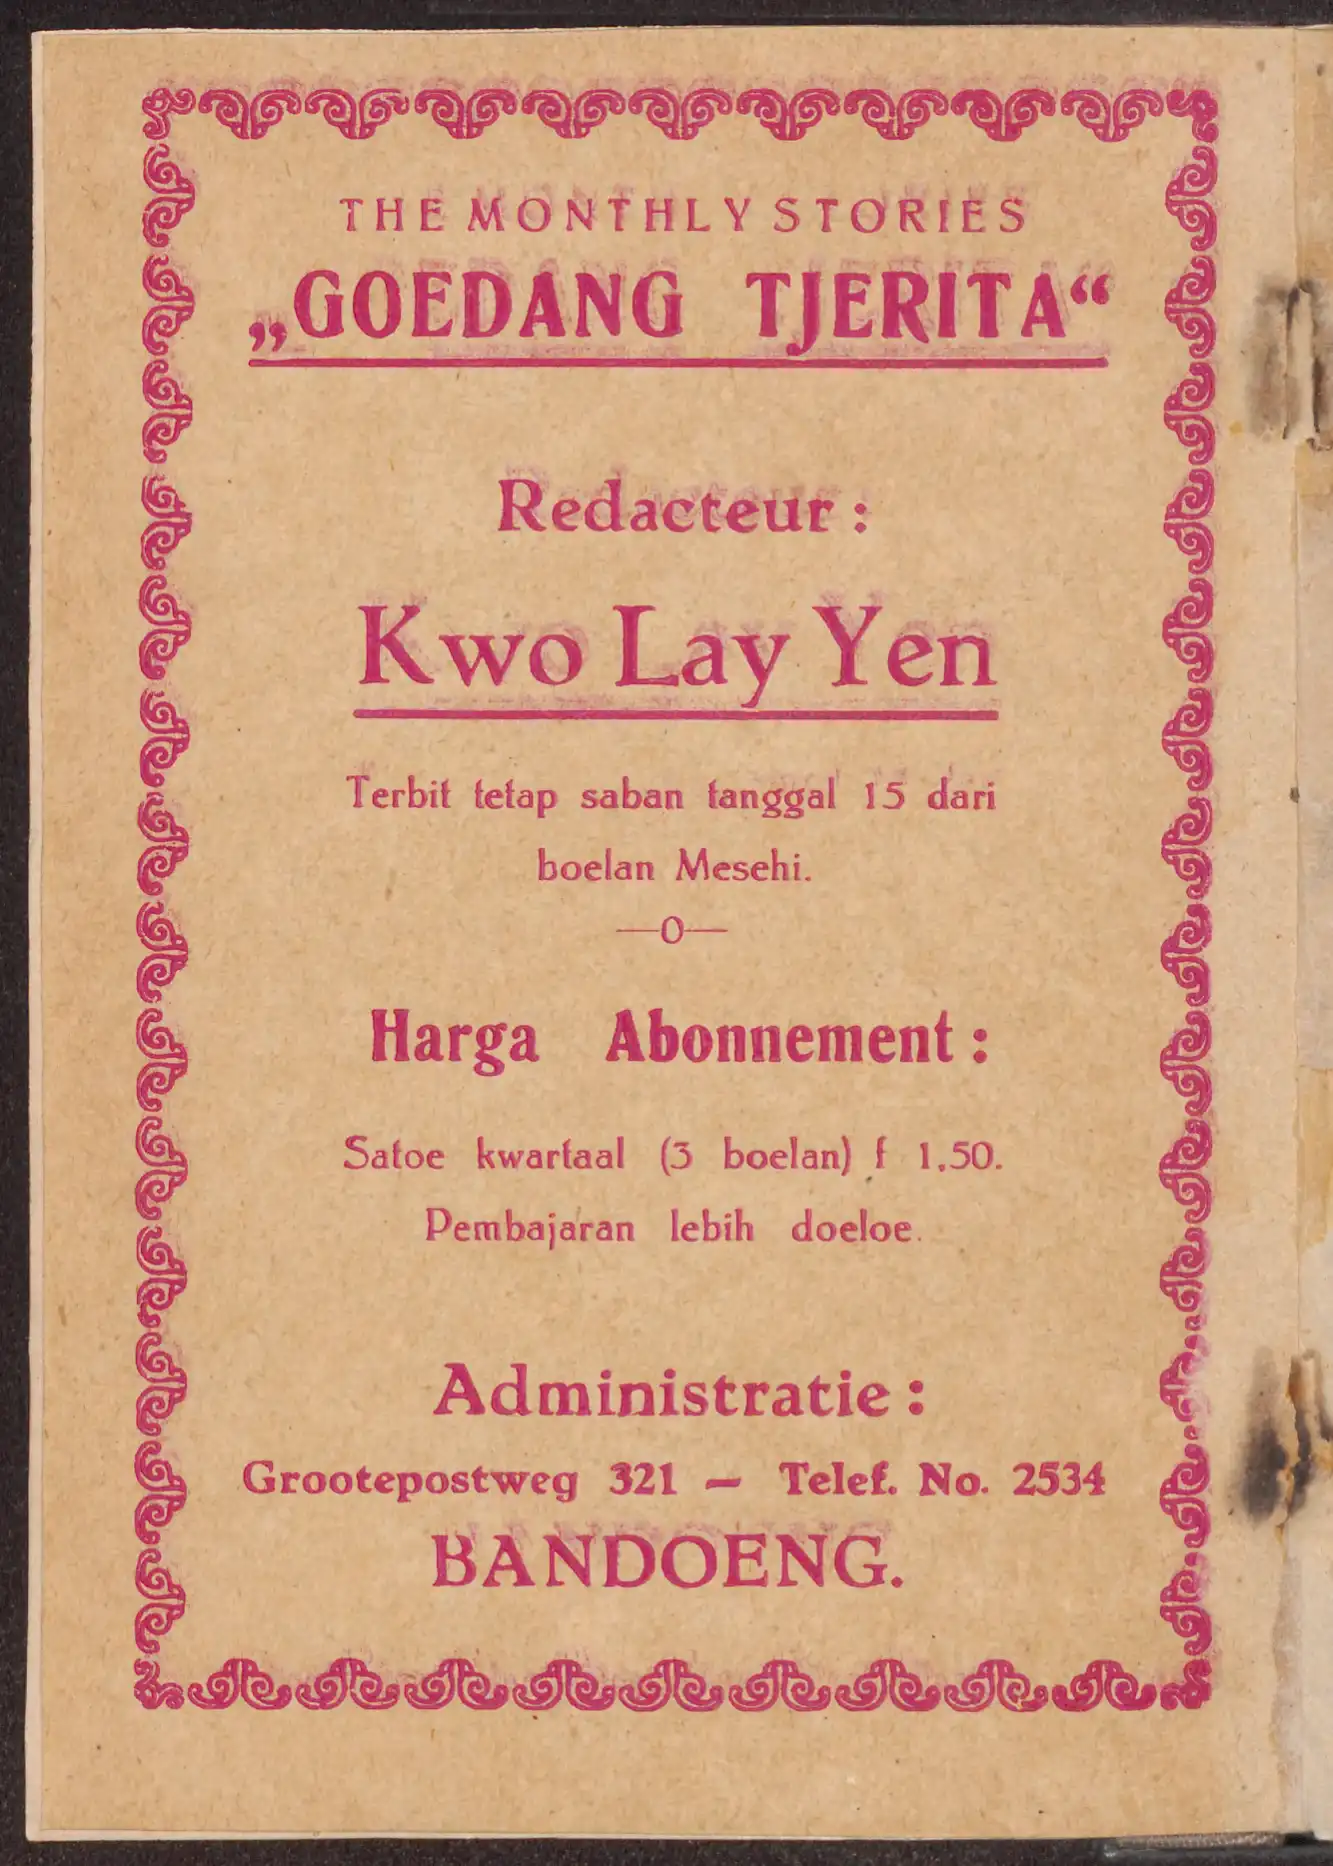 THE MONTHLY STORIES
„GOEDANG TJERITA“
Redacteur :
Kwo Lay Yen
Terbit tetap saban tanggal 15 dari
boelan Mesehi.
—O—
Harga Abonnement :
Satoe kwartaal (3 boelan) f 1.50.
Pembajaran lebih doeloe.
Administratie :
Grootepostweg 321 — Telef. No. 2534
BANDOENG.